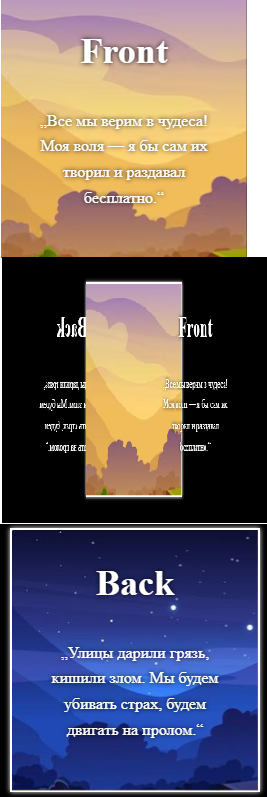 Front
„Все мы верим в чудеса!
Моя воля — я бы сам их
творил и раздавал
бесплатно.“
Back
Front
„Все мы верим в чудеса!
Моя воля — я бы сам их
творил и раздавал
бесплатно.“
Back
„Улицы дарили грязь,
кишили злом. Мы будем
убивать страх, будем
двигать на пролом.“